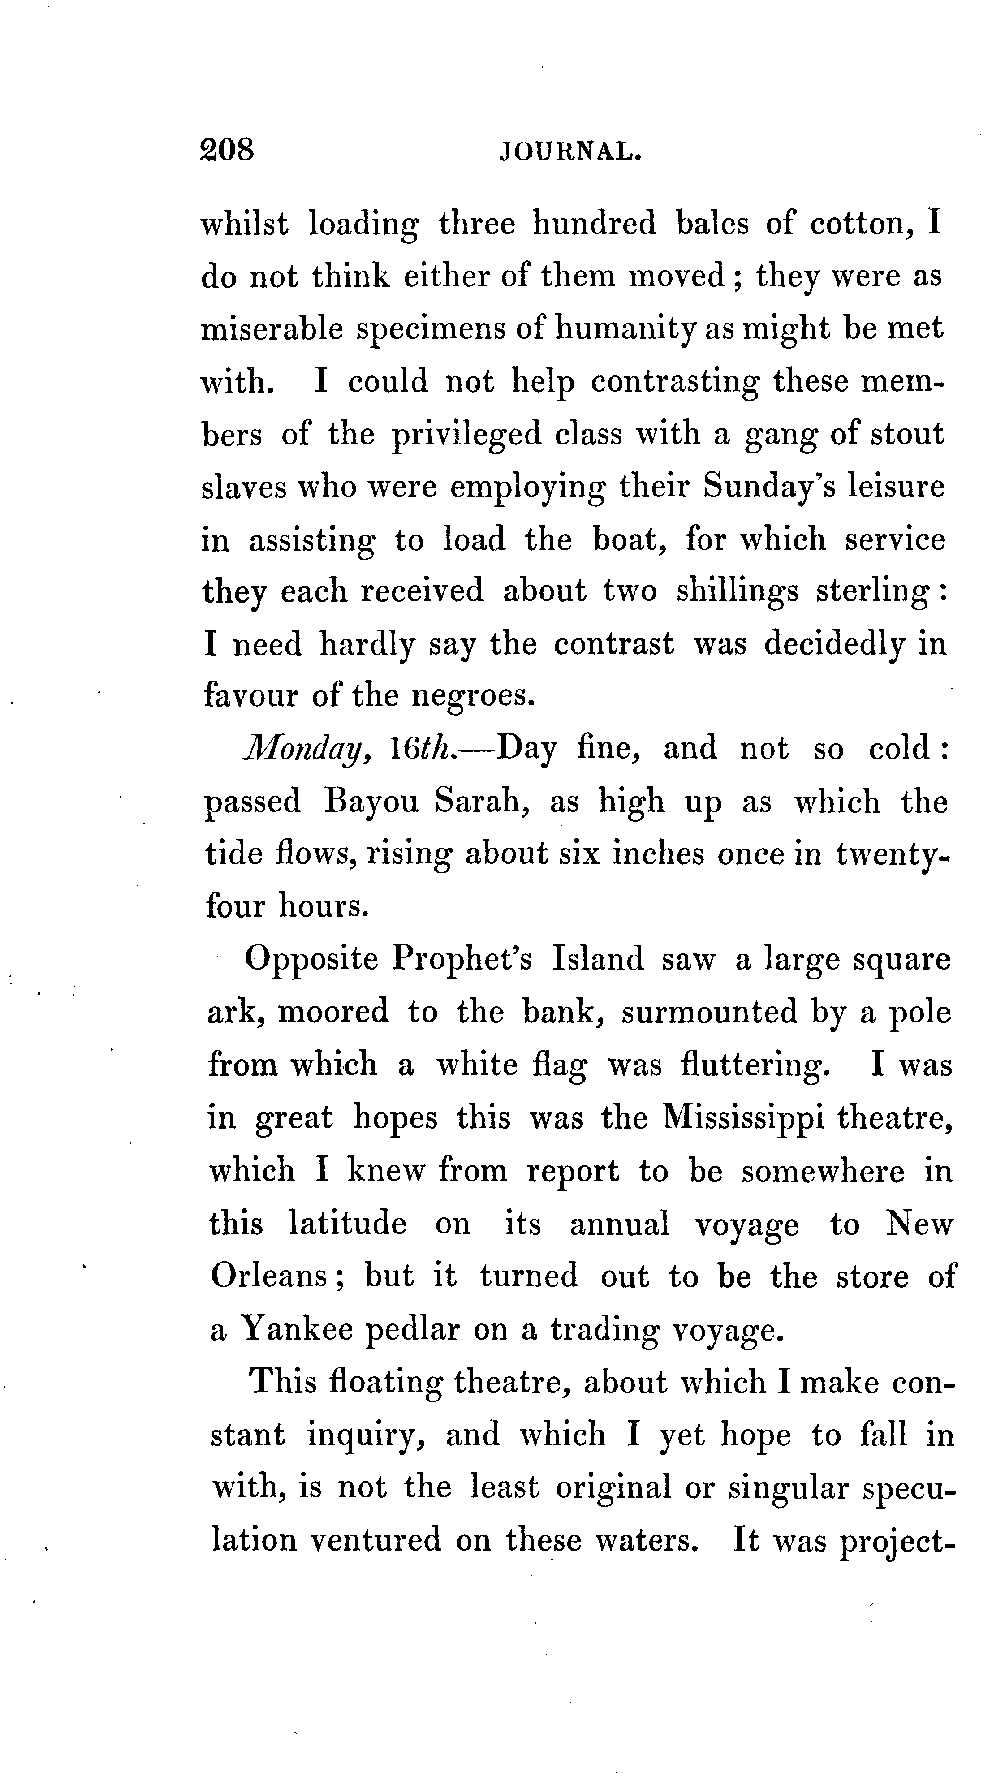 208 JOURNAL.
whilst loading three hundred bales of cotton, I
do not think either of them moved; they were as
miserable specimens of humanity as might be met
with. I could not help contrasting these mem-
bers of the privileged class with a gang of stout
slaves who were employing their Sunday's leisure
in assisting to load the boat, for which service
they each received about two shillings sterling:
I need hardly say the contrast was decidedly in
favour of the negroes.
Monday, 16th.—Day fine, and not so cold:
passed Bayou Sarah, as high up as which the
tide flows, rising about six inches once in twenty-
four hours.
Opposite Prophet's Island saw a large square
ark, moored to the bank, surmounted by a pole
from which a white flag was fluttering. I was
in great hopes this was the Mississippi theatre,
which I knew from report to be somewhere in
this latitude on its annual voyage to New
Orleans; but it turned out to be the store of
a Yankee pedlar on a trading voyage.
This floating theatre, about which I make con-
stant inquiry, and which I yet hope to fall in
with, is not the least original or singular specu-
lation ventured on these waters. It was project-